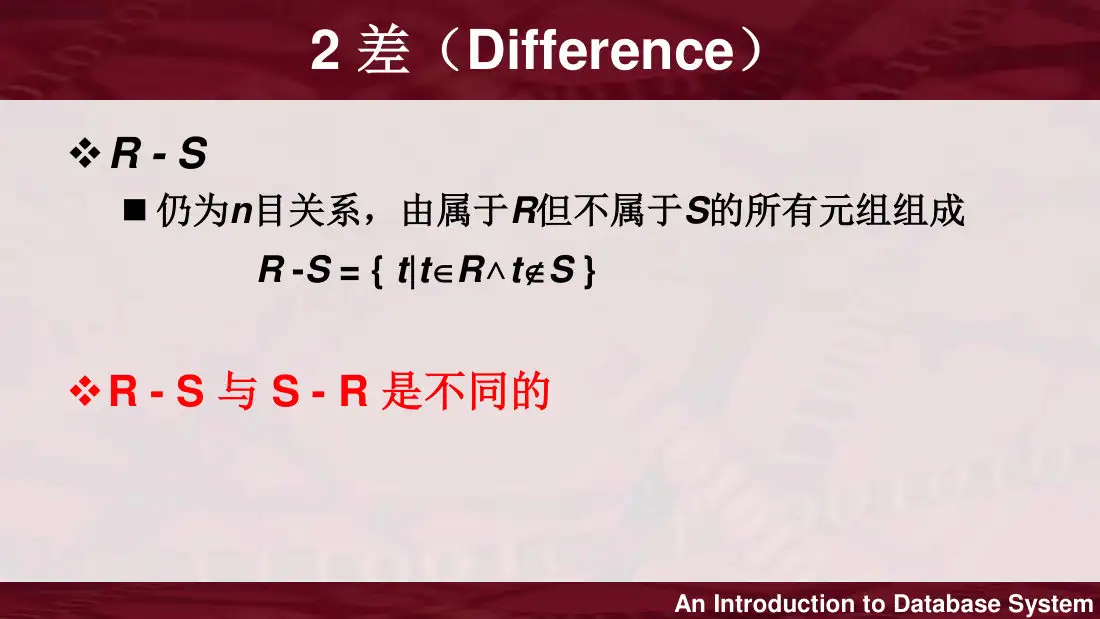 2 差（Difference）
❖R - S
■ 仍为n目关系，由属于R但不属于S的所有元组组成
R -S = { t|t∈R∧t∉S }
❖R - S 与 S - R 是不同的
An Introduction to Database System